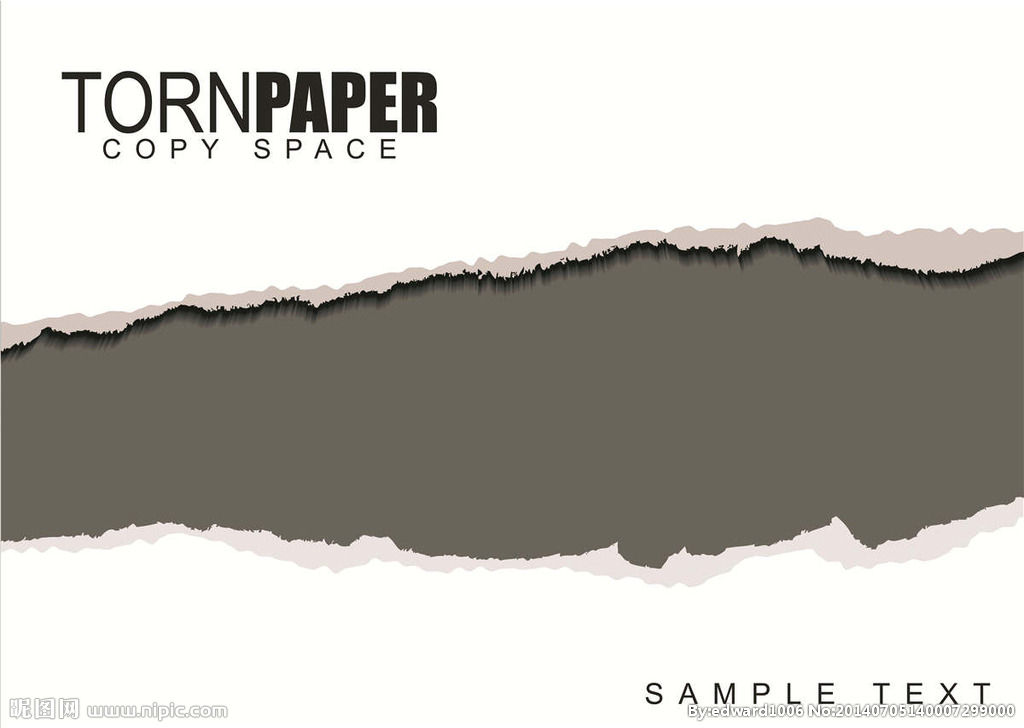 TORNPAPER
COPY SPACE
SAMPLE TEXT
昵图网 www.nipic.com
By:edward1006 No:20140705140007299000